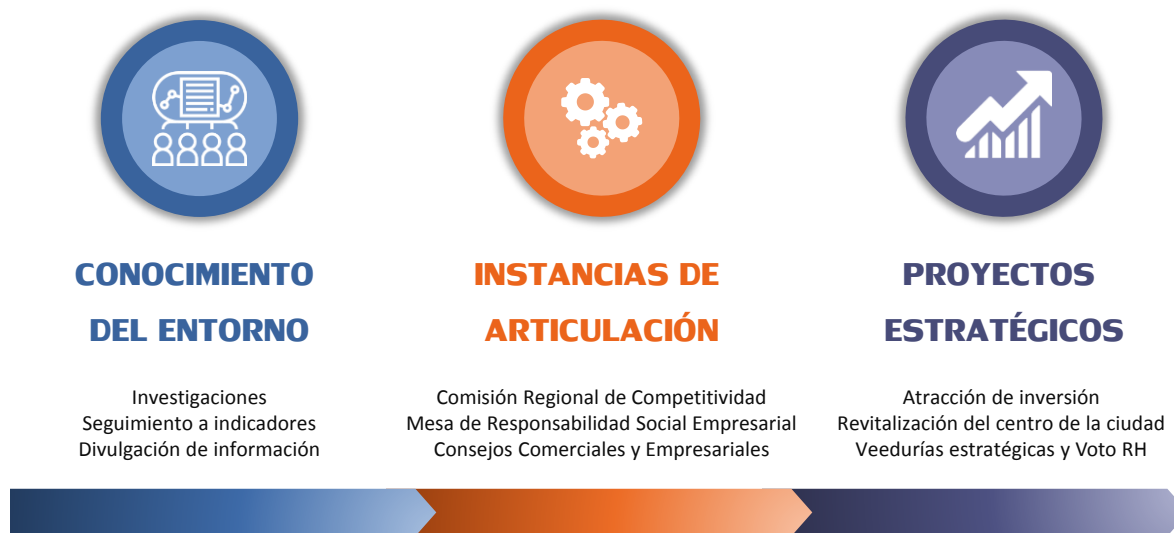 CONOCIMIENTO
DEL ENTORNO
Investigaciones
Seguimiento a indicadores
Divulgación de información
INSTANCIAS DE
ARTICULACIÓN
Comisión Regional de Competitividad
Mesa de Responsabilidad Social Empresarial
Consejos Comerciales y Empresariales
PROYECTOS
ESTRATÉGICOS
Atracción de inversión
Revitalización del centro de la ciudad
Veedurías estratégicas y Voto RH